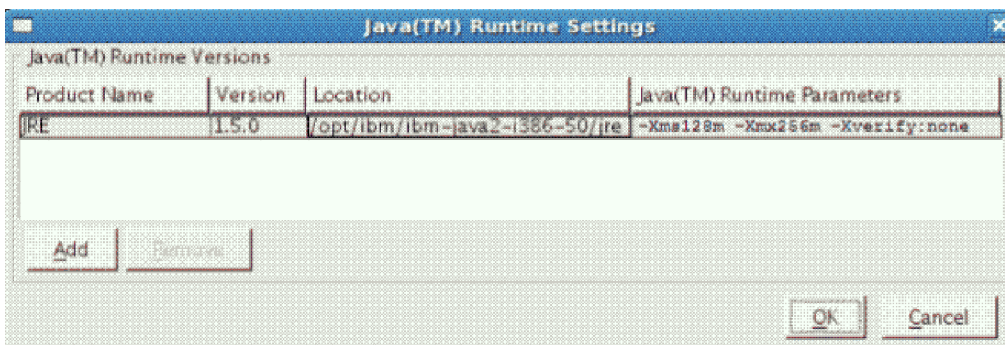 Java(TM) Runtime Settings
Java(TM) Runtime Versions
Product Name Version Location Java(TM) Runtime Parameters
JRE 1.5.0 /opt/ibm/ibm-java2-i386-50/jre -Xms128m -Xmx256m -Xverify:none
Add Remove
OK Cancel